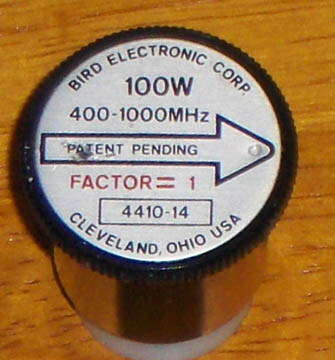 BIRD ELECTRONIC CORP.
100W
400-1000MHz
PATENT PENDING
FACTOR = 1
4410-14
CLEVELAND, OHIO USA